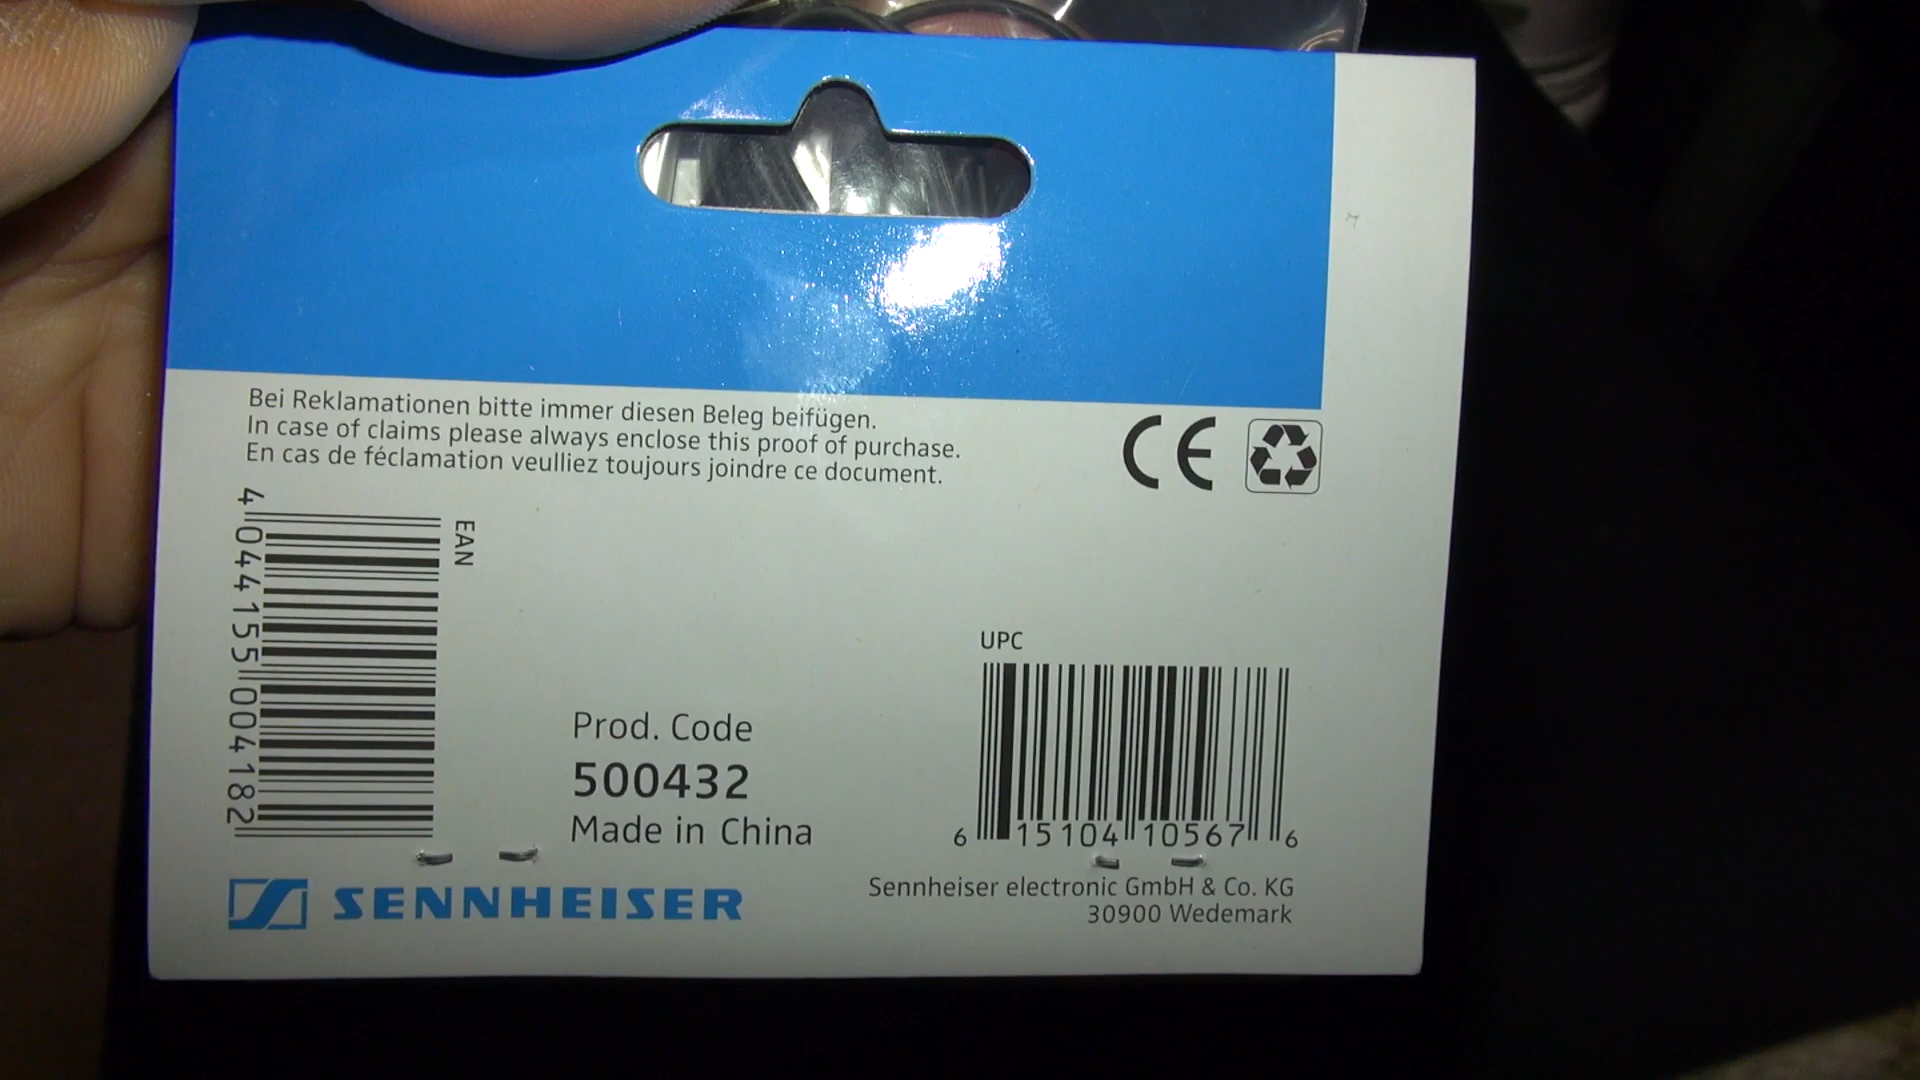 Bei Reklamationen bitte immer diesen Beleg beifügen.
In case of claims please always enclose this proof of purchase.
En cas de féclamation veulliez toujours joindre ce document.
CE
EAN
4 044155 004182
UPC
6 15104 10567 6
Prod. Code
500432
Made in China
SENNHEISER
Sennheiser electronic GmbH & Co. KG
30900 Wedemark